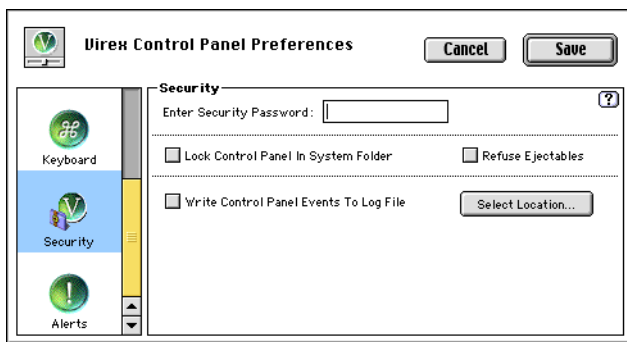 Virex Control Panel Preferences
Cancel
Save
Keyboard
Security
Alerts
Security
Enter Security Password:
?
Lock Control Panel In System Folder
Refuse Ejectables
Write Control Panel Events To Log File
Select Location...